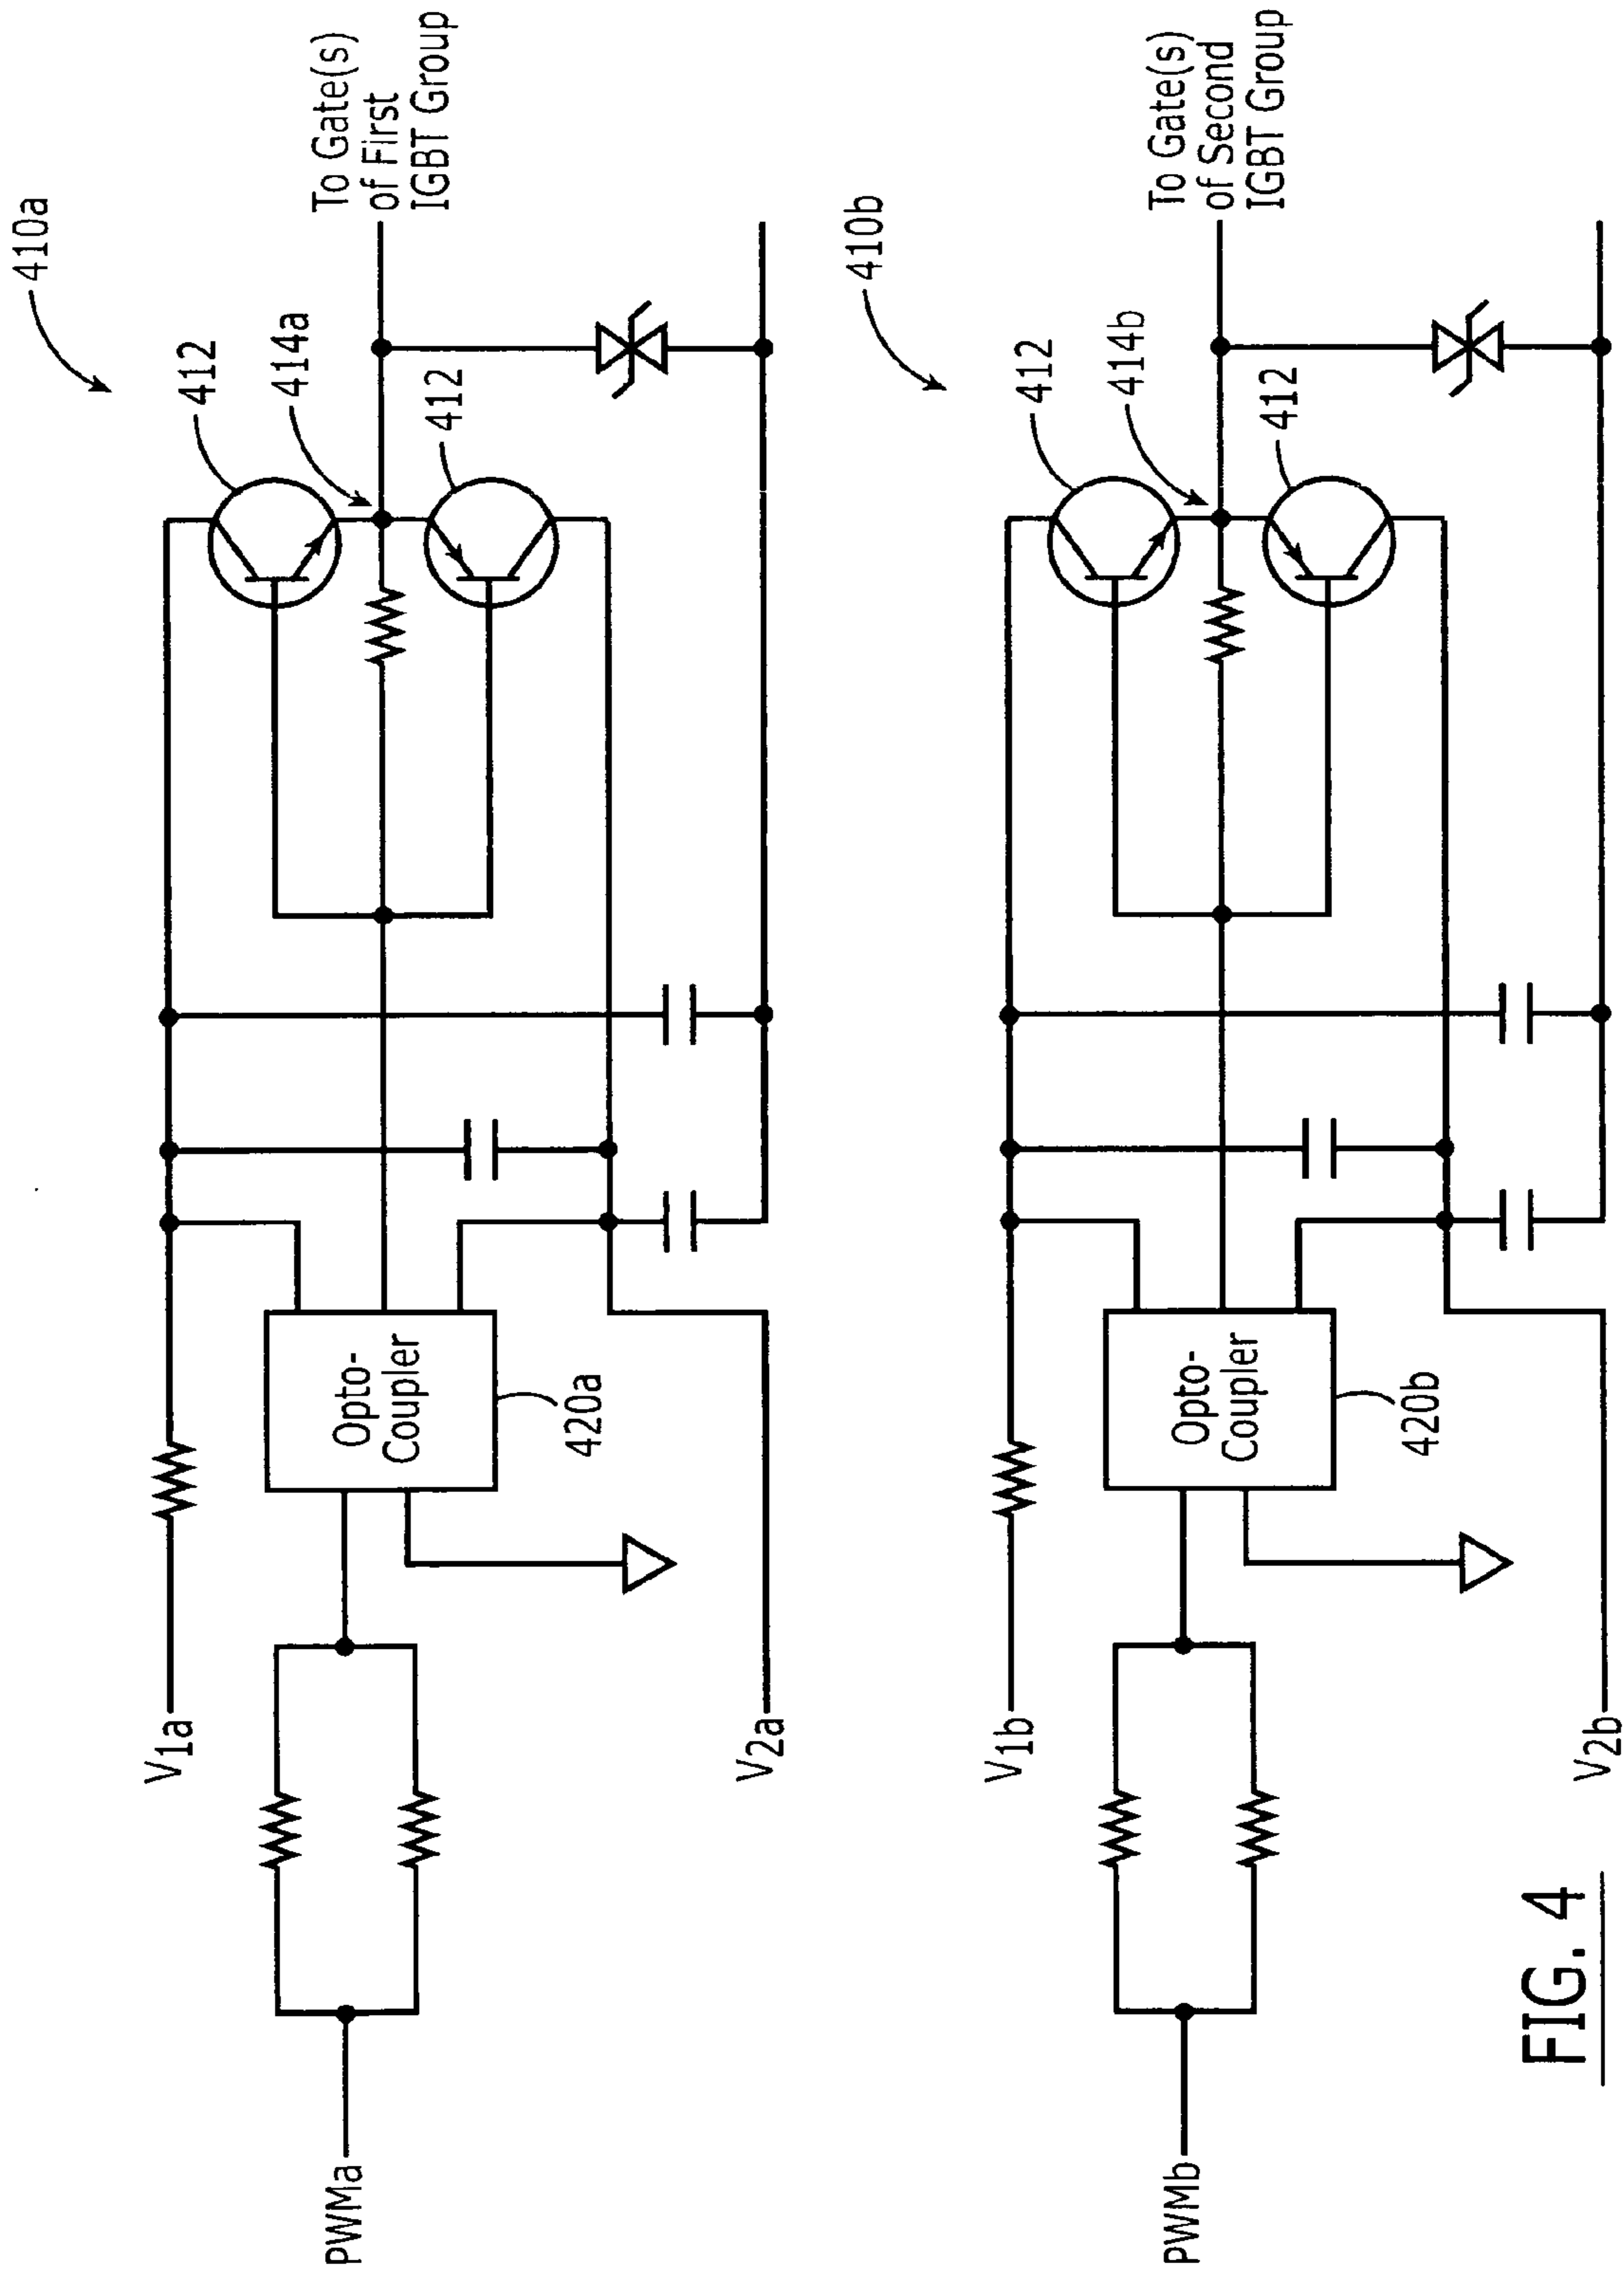 410a
To Gate(s)
of First
IGBT Group
412
414a
412
V1a
Opto-
Coupler
420a
PWMa
V2a
410b
To Gate(s)
of Second
IGBT Group
412
414b
412
V1b
Opto-
Coupler
420b
PWMb
V2b
FIG. 4